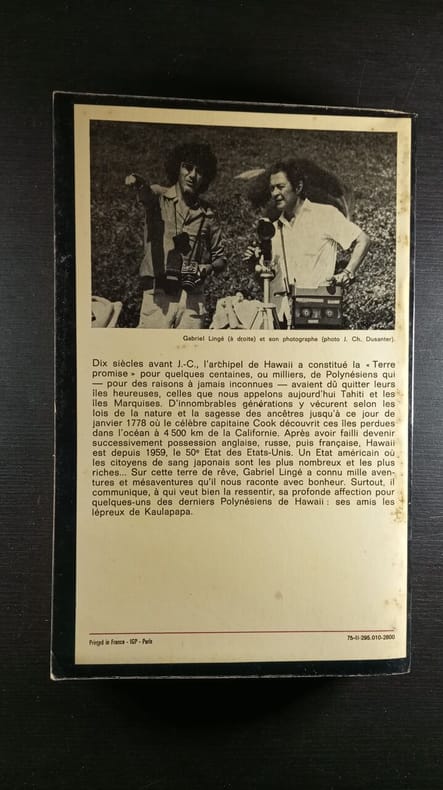 Gabriel Lingé (à droite) et son photographe (photo J. Ch. Dusanter).
Dix siècles avant J.-C., l'archipel de Hawaii a constitué la « Terre
promise » pour quelques centaines, ou milliers, de Polynésiens qui
— pour des raisons à jamais inconnues — avaient dû quitter leurs
îles heureuses, celles que nous appelons aujourd'hui Tahiti et les
îles Marquises. D'innombrables générations y vécurent selon les
lois de la nature et la sagesse des ancêtres jusqu'à ce jour de
janvier 1778 où le célèbre capitaine Cook découvrit ces îles perdues
dans l'océan à 4 500 km de la Californie. Après avoir failli devenir
successivement possession anglaise, russe, puis française, Hawaii
est depuis 1959, le 50e Etat des Etats-Unis. Un Etat américain où
les citoyens de sang japonais sont les plus nombreux et les plus
riches... Sur cette terre de rêve, Gabriel Lingé a connu mille aven-
tures et mésaventures qu'il nous raconte avec bonheur. Surtout, il
communique, à qui veut bien la ressentir, sa profonde affection pour
quelques-uns des derniers Polynésiens de Hawaii : ses amis les
lépreux de Kaulapapa.
Printed in France - IGP - Paris
75-II-295.010-2800